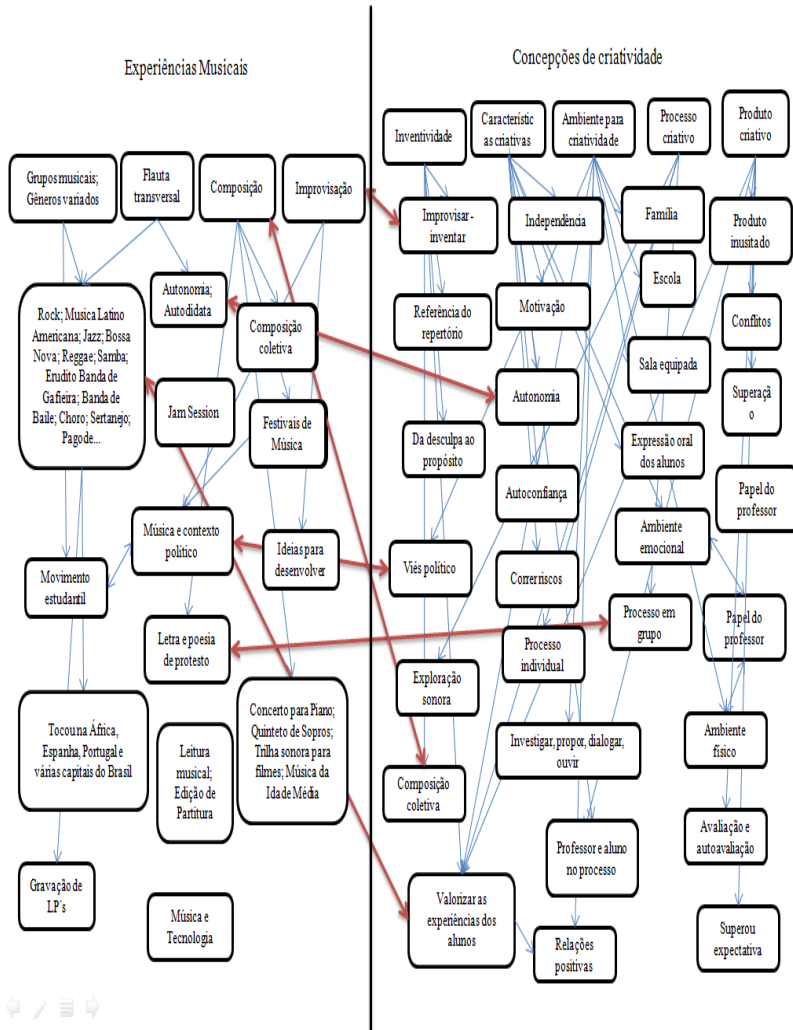 Experiências Musicais
Grupos musicais;
Gêneros variados
Flauta
transversal
Composição
Improvisação
Rock; Musica Latino
Americana; Jazz; Bossa
Nova; Reggae; Samba;
Erudito Banda de
Gafieira; Banda de
Baile; Choro; Sertanejo;
Pagode...
Autonomia;
Autodidata
Composição
coletiva
Jam Session
Festivais de
Música
Música e contexto
político
Idéias para
desenvolver
Movimento
estudantil
Letra e poesia
de protesto
Tocou na África,
Espanha, Portugal e
várias capitais do Brasil
Leitura
musical;
Edição de
Partitura
Concerto para Piano;
Quinteto de Sopros;
Trilha sonora para
filmes; Música da
Idade Média
Gravação de
LP´s
Música e
Tecnologia
Concepções de criatividade
Inventividade
Característic
as criativas
Ambiente para
criatividade
Processo
criativo
Produto
criativo
Improvisar -
inventar
Independência
Família
Produto
inusitado
Escola
Referência do
repertório
Motivação
Conflitos
Sala equipada
Autonomia
Superaçã
o
Da desculpa ao
propósito
Expressão oral
dos alunos
Autoconfiança
Papel do
professor
Ambiente
emocional
Viés político
Correr riscos
Processo em
grupo
Papel do
professor
Processo
individual
Exploração
sonora
Ambiente
físico
Investigar, propor, dialogar,
ouvir
Composição
coletiva
Avaliação e
autoavaliação
Professor e aluno
no processo
Valorizar as
experiências dos
alunos
Relações
positivas
Superou
expectativa